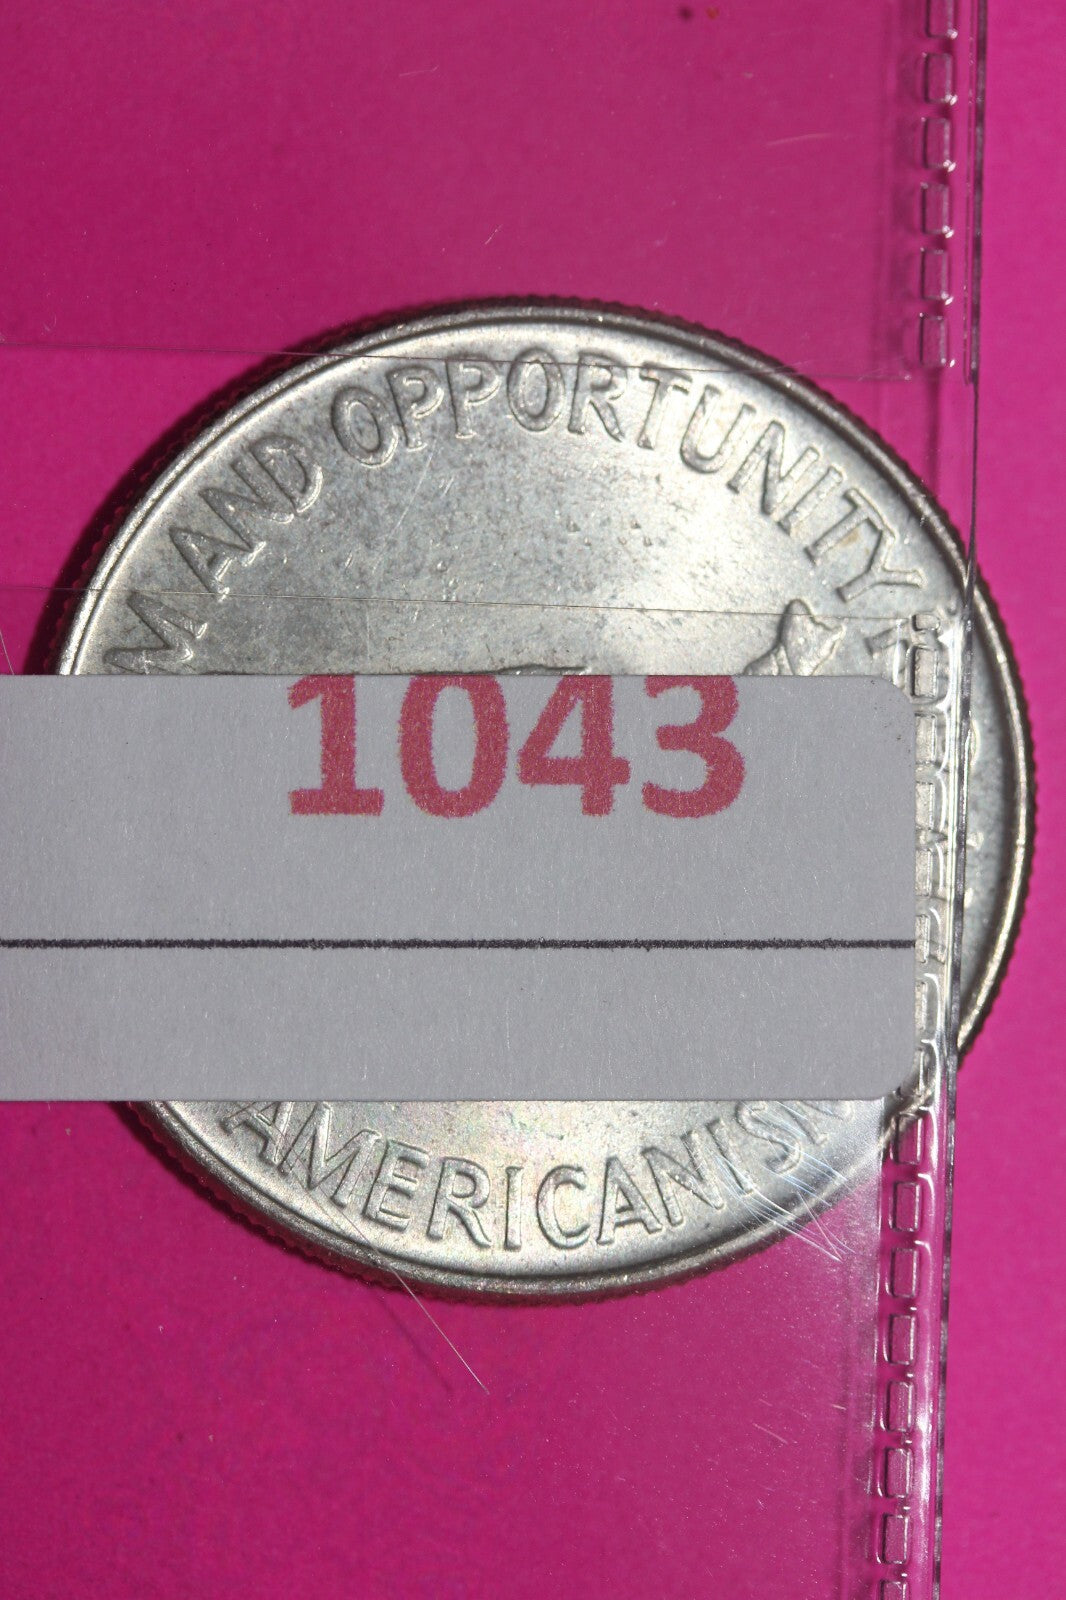 M AND OPPORTUNITY
1043
AMERICANISM